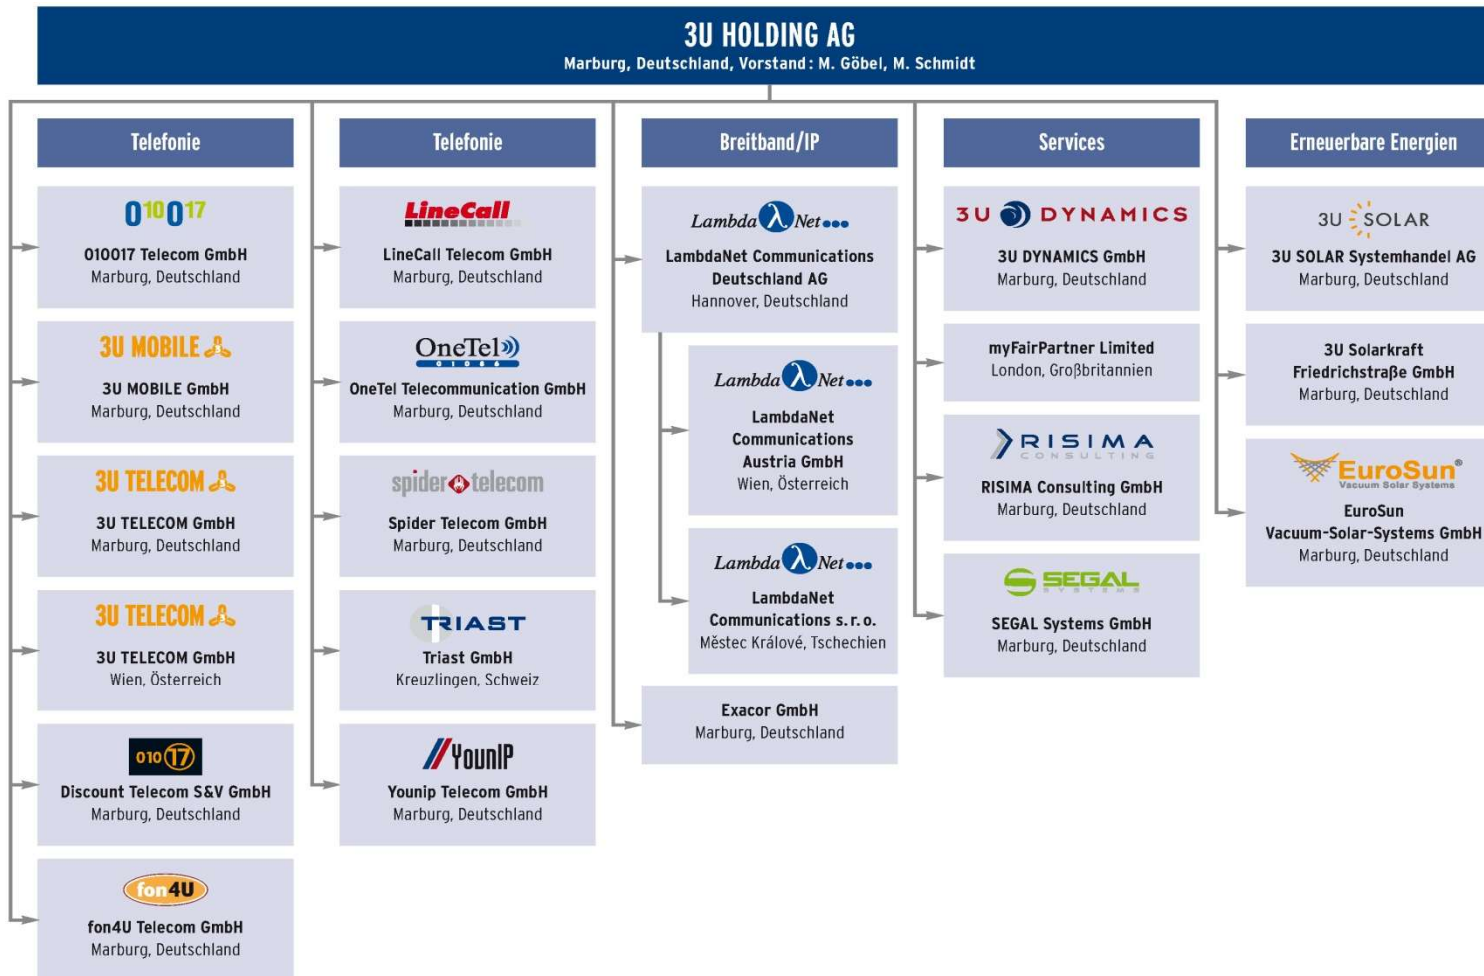 3U HOLDING AG
Marburg, Deutschland, Vorstand: M. Göbel, M. Schmidt
Telefonie
010017
010017 Telecom GmbH
Marburg, Deutschland
3U MOBILE
3U MOBILE GmbH
Marburg, Deutschland
3U TELECOM
3U TELECOM GmbH
Marburg, Deutschland
3U TELECOM
3U TELECOM GmbH
Wien, Österreich
010 17
Discount Telecom S&V GmbH
Marburg, Deutschland
fon4U
fon4U Telecom GmbH
Marburg, Deutschland
Telefonie
LineCall
LineCall Telecom GmbH
Marburg, Deutschland
OneTel
01086
OneTel Telecommunication GmbH
Marburg, Deutschland
spider telecom
Spider Telecom GmbH
Marburg, Deutschland
TRIAST
Triast GmbH
Kreuzlingen, Schweiz
YounIP
Younip Telecom GmbH
Marburg, Deutschland
Breitband/IP
Lambda λ Net
LambdaNet Communications
Deutschland AG
Hannover, Deutschland
Lambda λ Net
LambdaNet
Communications
Austria GmbH
Wien, Österreich
Lambda λ Net
LambdaNet
Communications s.r.o.
Městec Králové, Tschechien
Exacor GmbH
Marburg, Deutschland
Services
3U DYNAMICS
3U DYNAMICS GmbH
Marburg, Deutschland
myFairPartner Limited
London, Großbritannien
RISIMA
CONSULTING
RISIMA Consulting GmbH
Marburg, Deutschland
SEGAL
SYSTEMS
SEGAL Systems GmbH
Marburg, Deutschland
Erneuerbare Energien
3U SOLAR
3U SOLAR Systemhandel AG
Marburg, Deutschland
3U Solarkraft
Friedrichstraße GmbH
Marburg, Deutschland
EuroSun®
Vacuum Solar Systems
EuroSun
Vacuum-Solar-Systems GmbH
Marburg, Deutschland